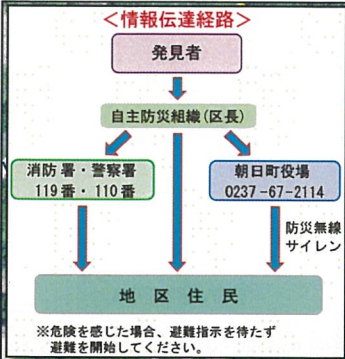 ＜情報伝達経路＞
発見者
自主防災組織(区長)
消防署・警察署
119番・110番
朝日町役場
0237-67-2114
防災無線
サイレン
地区住民
※危険を感じた場合、避難指示を待たず
避難を開始してください。